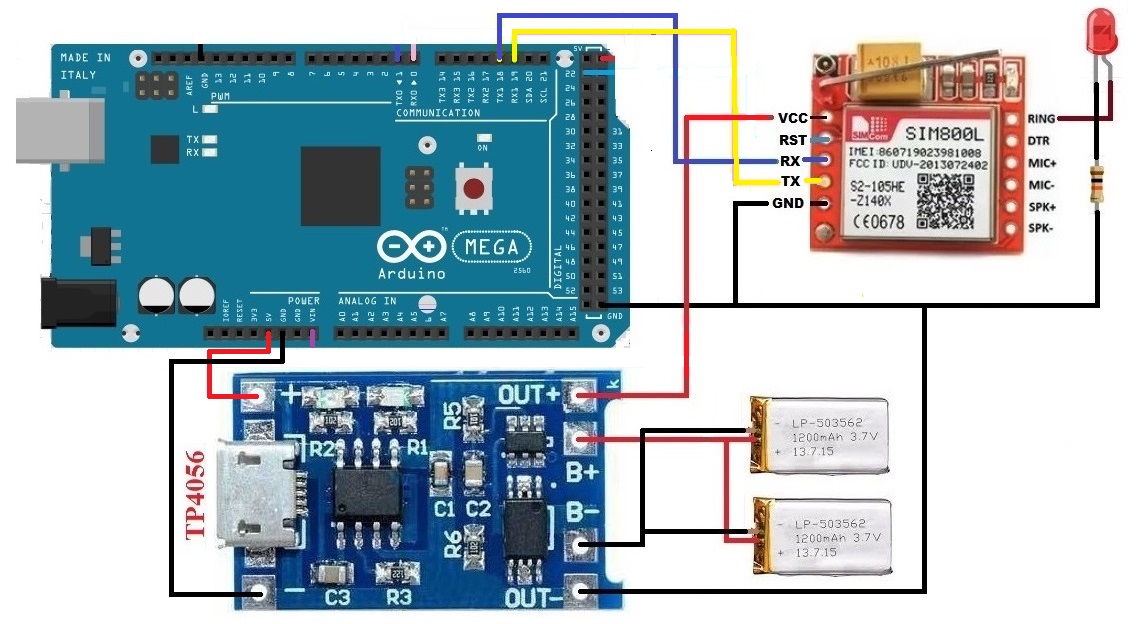 MADE IN
ITALY
AREF
GND
13
12
11
10
9
8
7
6
5
4
3
2
TX0 ▸ 1
RX0 ▸ 0
TX3 14
RX3 15
TX2 16
RX2 17
TX1 18
RX1 19
SDA 20
SCL 21
5V
PWM
COMMUNICATION
L
TX
RX
ON
22
24
26
28
30
32
34
36
38
40
42
44
46
48
50
52
31
33
35
37
39
41
43
45
47
49
51
53
GND
DIGITAL
Arduino
TM
MEGA
2560
POWER
ANALOG IN
IOREF
RESET
3V3
5V
GND
GND
VIN
A0
A1
A2
A3
A4
A5
6
A7
A8
A9
A10
A11
A12
A13
A14
A15
VCC
RST
RX
TX
GND
RING
DTR
MIC+
MIC-
SPK+
SPK-
SIMCom
SIM800L
IMEI:860719023981008
FCC ID: UDV-2013072402
S2-105HE
-Z140X
CE0678
TP4056
+
R2
R1
R5
OUT+
k
B+
B-
C1
C2
R6
C3
R3
OUT-
-
102
201
221
- LP-503562
1200mAh 3.7V
+ 13.7.15
- LP-503562
1200mAh 3.7V
+ 13.7.15